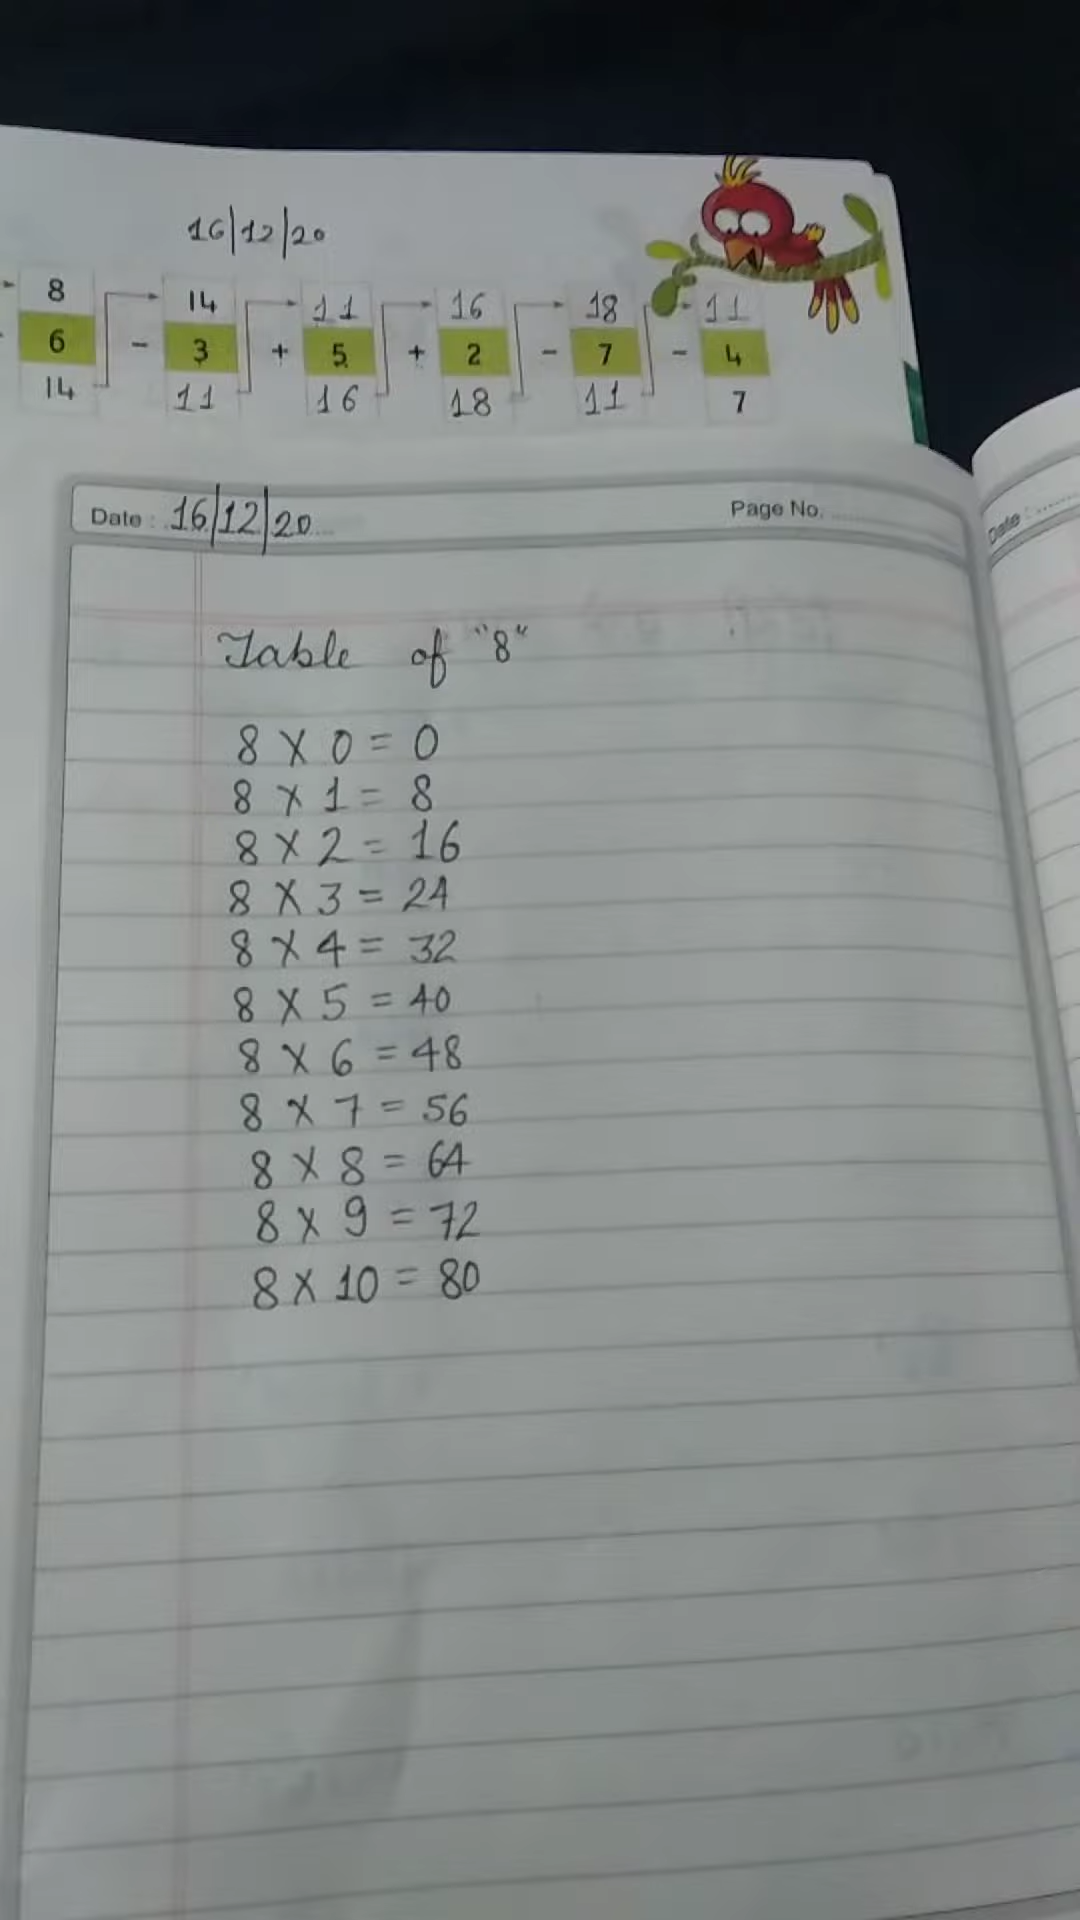 16|12|20
8 14 11 16 18 11
6 - 3 + 5 + 2 - 7 - 4
14 11 16 18 11 7
Date : 16|12|20 Page No.
Date :
Table of "8"
8 X 0 = 0
8 X 1 = 8
8 X 2 = 16
8 X 3 = 24
8 X 4 = 32
8 X 5 = 40
8 X 6 = 48
8 X 7 = 56
8 X 8 = 64
8 X 9 = 72
8 X 10 = 80